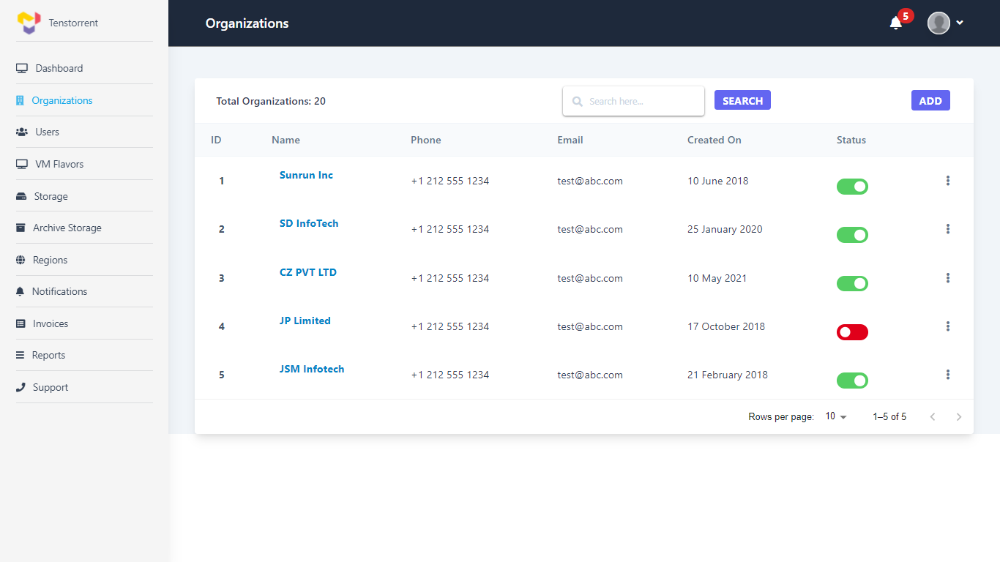 Tenstorrent
Organizations
5
Dashboard
Organizations
Users
VM Flavors
Storage
Archive Storage
Regions
Notifications
Invoices
Reports
Support
Total Organizations: 20
Search here...
SEARCH
ADD
ID Name Phone Email Created On Status
1 Sunrun Inc +1 212 555 1234 test@abc.com 10 June 2018
2 SD InfoTech +1 212 555 1234 test@abc.com 25 January 2020
3 CZ PVT LTD +1 212 555 1234 test@abc.com 10 May 2021
4 JP Limited +1 212 555 1234 test@abc.com 17 October 2018
5 JSM Infotech +1 212 555 1234 test@abc.com 21 February 2018
Rows per page: 10 1–5 of 5